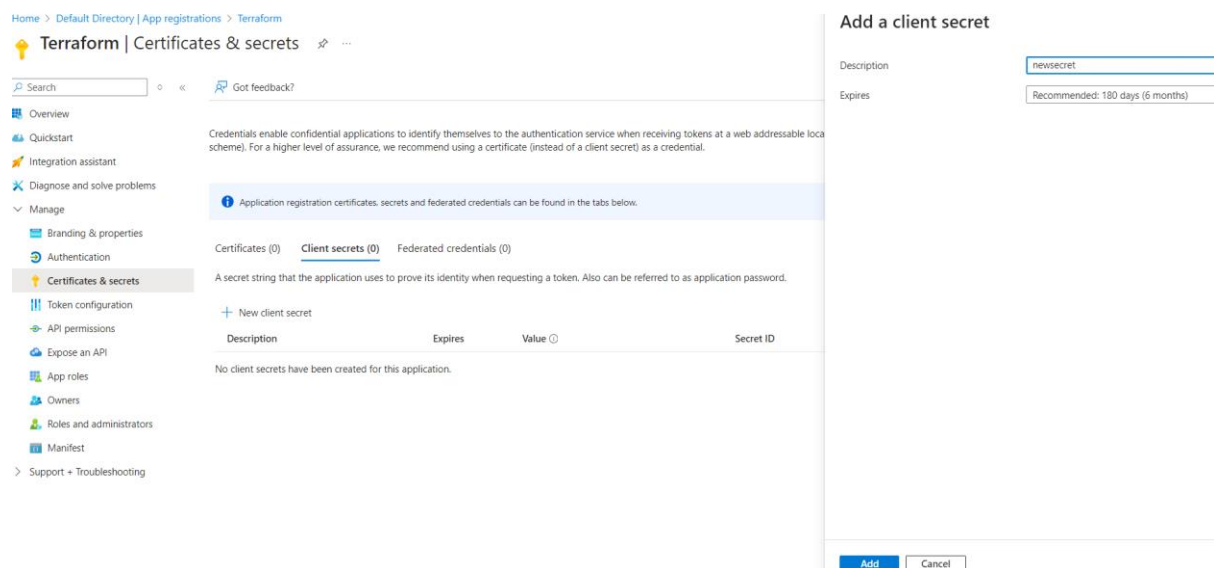 Home > Default Directory | App registrations > Terraform
Terraform | Certificates & secrets
Search
Overview
Quickstart
Integration assistant
Diagnose and solve problems
Manage
Branding & properties
Authentication
Certificates & secrets
Token configuration
API permissions
Expose an API
App roles
Owners
Roles and administrators
Manifest
Support + Troubleshooting
Got feedback?
Credentials enable confidential applications to identify themselves to the authentication service when receiving tokens at a web addressable loca
scheme). For a higher level of assurance, we recommend using a certificate (instead of a client secret) as a credential.
Application registration certificates, secrets and federated credentials can be found in the tabs below.
Certificates (0) Client secrets (0) Federated credentials (0)
A secret string that the application uses to prove its identity when requesting a token. Also can be referred to as application password.
New client secret
Description Expires Value Secret ID
No client secrets have been created for this application.
Add a client secret
Description newsecret
Expires Recommended: 180 days (6 months)
Add Cancel